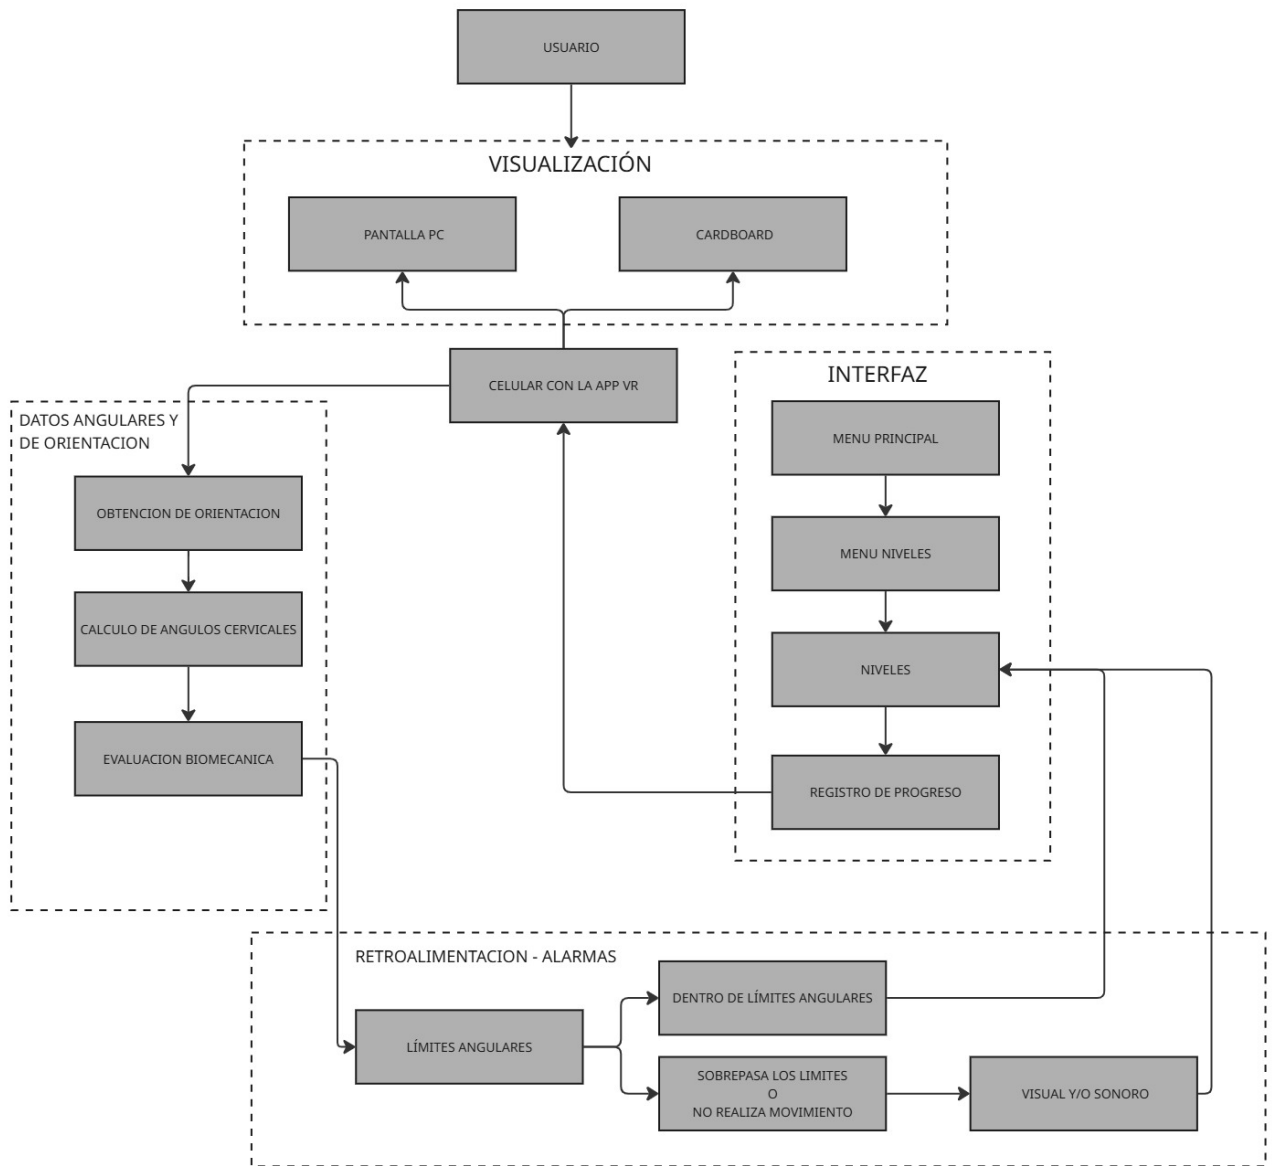 USUARIO
VISUALIZACIÓN
PANTALLA PC
CARDBOARD
CELULAR CON LA APP VR
DATOS ANGULARES Y
DE ORIENTACION
OBTENCION DE ORIENTACION
CALCULO DE ANGULOS CERVICALES
EVALUACION BIOMECANICA
INTERFAZ
MENU PRINCIPAL
MENU NIVELES
NIVELES
REGISTRO DE PROGRESO
RETROALIMENTACION - ALARMAS
LÍMITES ANGULARES
DENTRO DE LÍMITES ANGULARES
SOBREPASA LOS LIMITES
O
NO REALIZA MOVIMIENTO
VISUAL Y/O SONORO